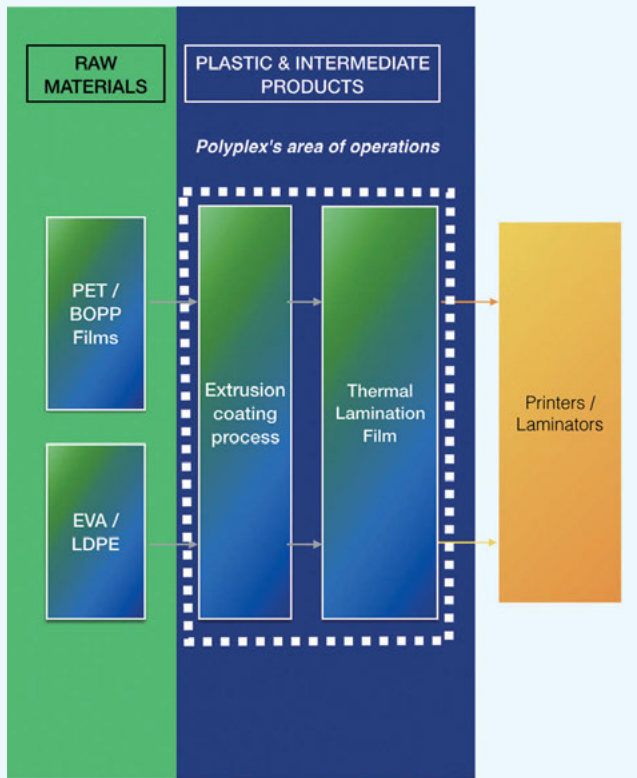 RAW
MATERIALS
PLASTIC & INTERMEDIATE
PRODUCTS
Polyplex's area of operations
PET /
BOPP
Films
EVA /
LDPE
Extrusion
coating
process
Thermal
Lamination
Film
Printers /
Laminators